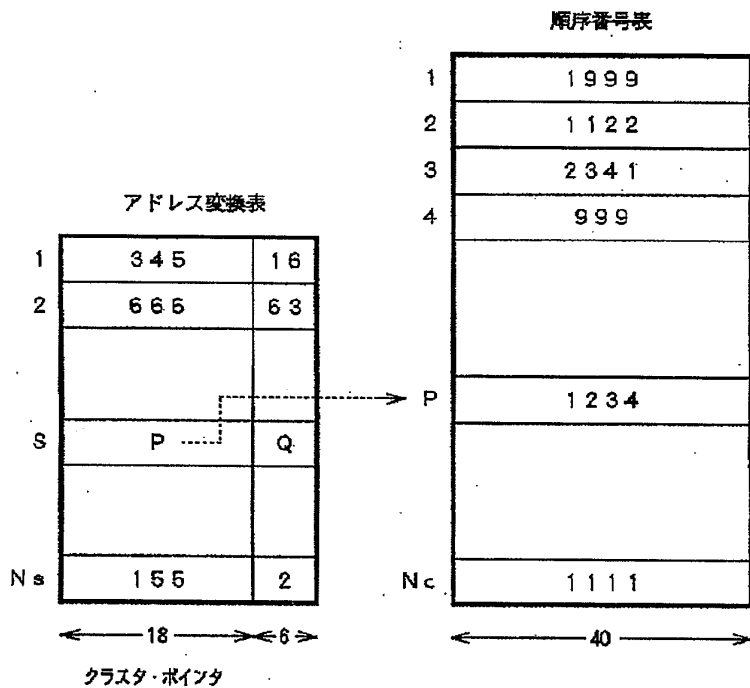 順序番号表
1 1999
2 1122
3 2341
4 999
P 1234
Nc 1111
40
アドレス変換表
1 345 16
2 665 63
S P Q
Ns 155 2
18 6
クラスタ・ポインタ